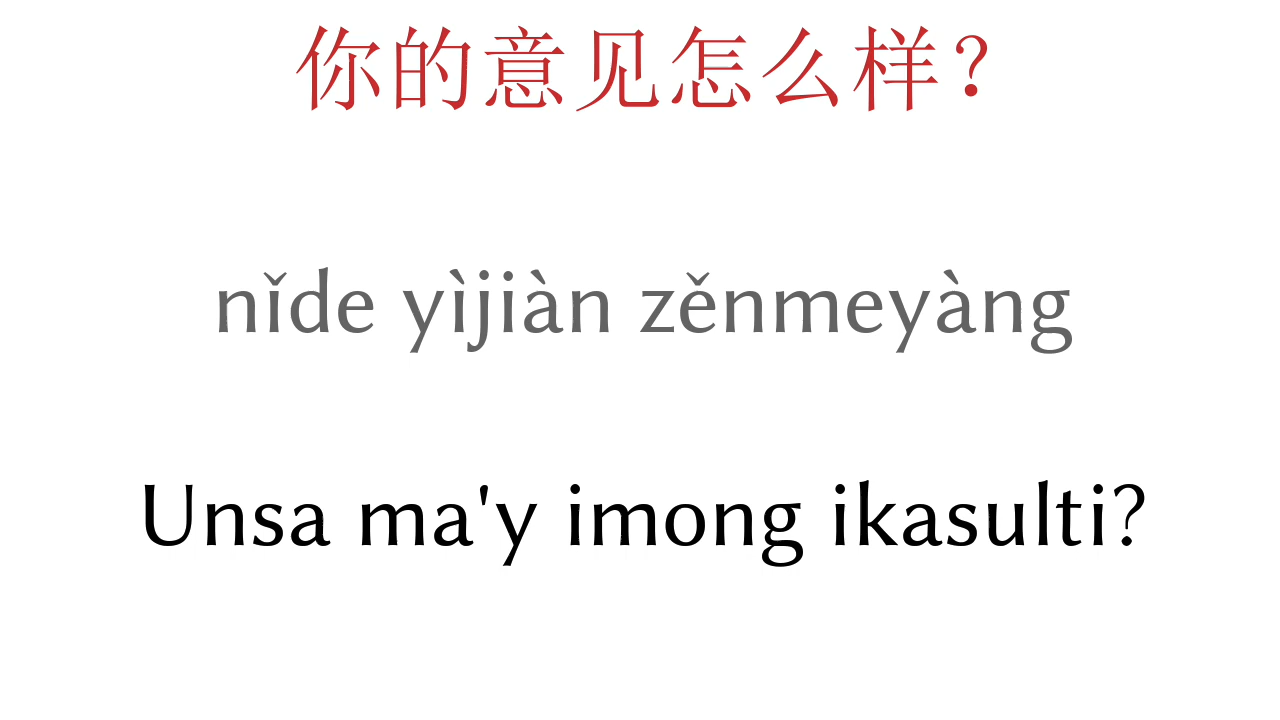 你的意见怎么样？
nǐde yìjiàn zěnmeyàng
Unsa ma'y imong ikasulti?